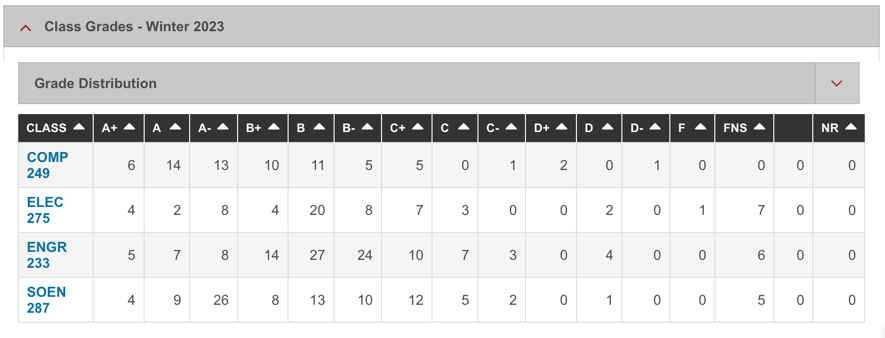 Class Grades - Winter 2023
Grade Distribution
CLASS A+ A A- B+ B B- C+ C C- D+ D D- F FNS NR
COMP 249 6 14 13 10 11 5 5 0 1 2 0 1 0 0 0 0
ELEC 275 4 2 8 4 20 8 7 3 0 0 2 0 1 7 0 0
ENGR 233 5 7 8 14 27 24 10 7 3 0 4 0 0 6 0 0
SOEN 287 4 9 26 8 13 10 12 5 2 0 1 0 0 5 0 0